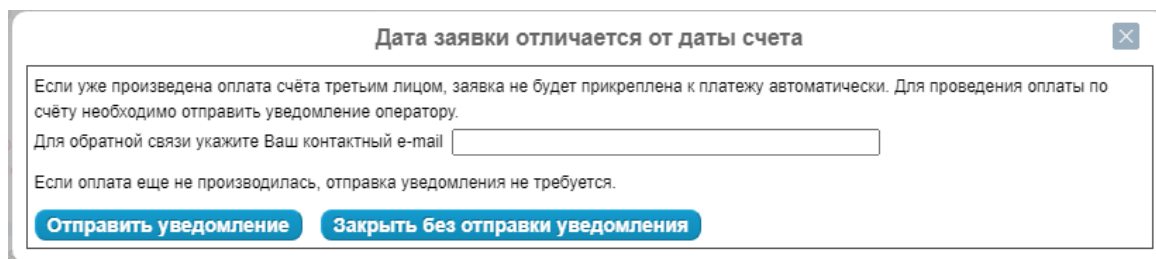 Дата заявки отличается от даты счета
Если уже произведена оплата счёта третьим лицом, заявка не будет прикреплена к платежу автоматически. Для проведения оплаты по
счёту необходимо отправить уведомление оператору.
Для обратной связи укажите Ваш контактный e-mail
Если оплата еще не производилась, отправка уведомления не требуется.
Отправить уведомление Закрыть без отправки уведомления